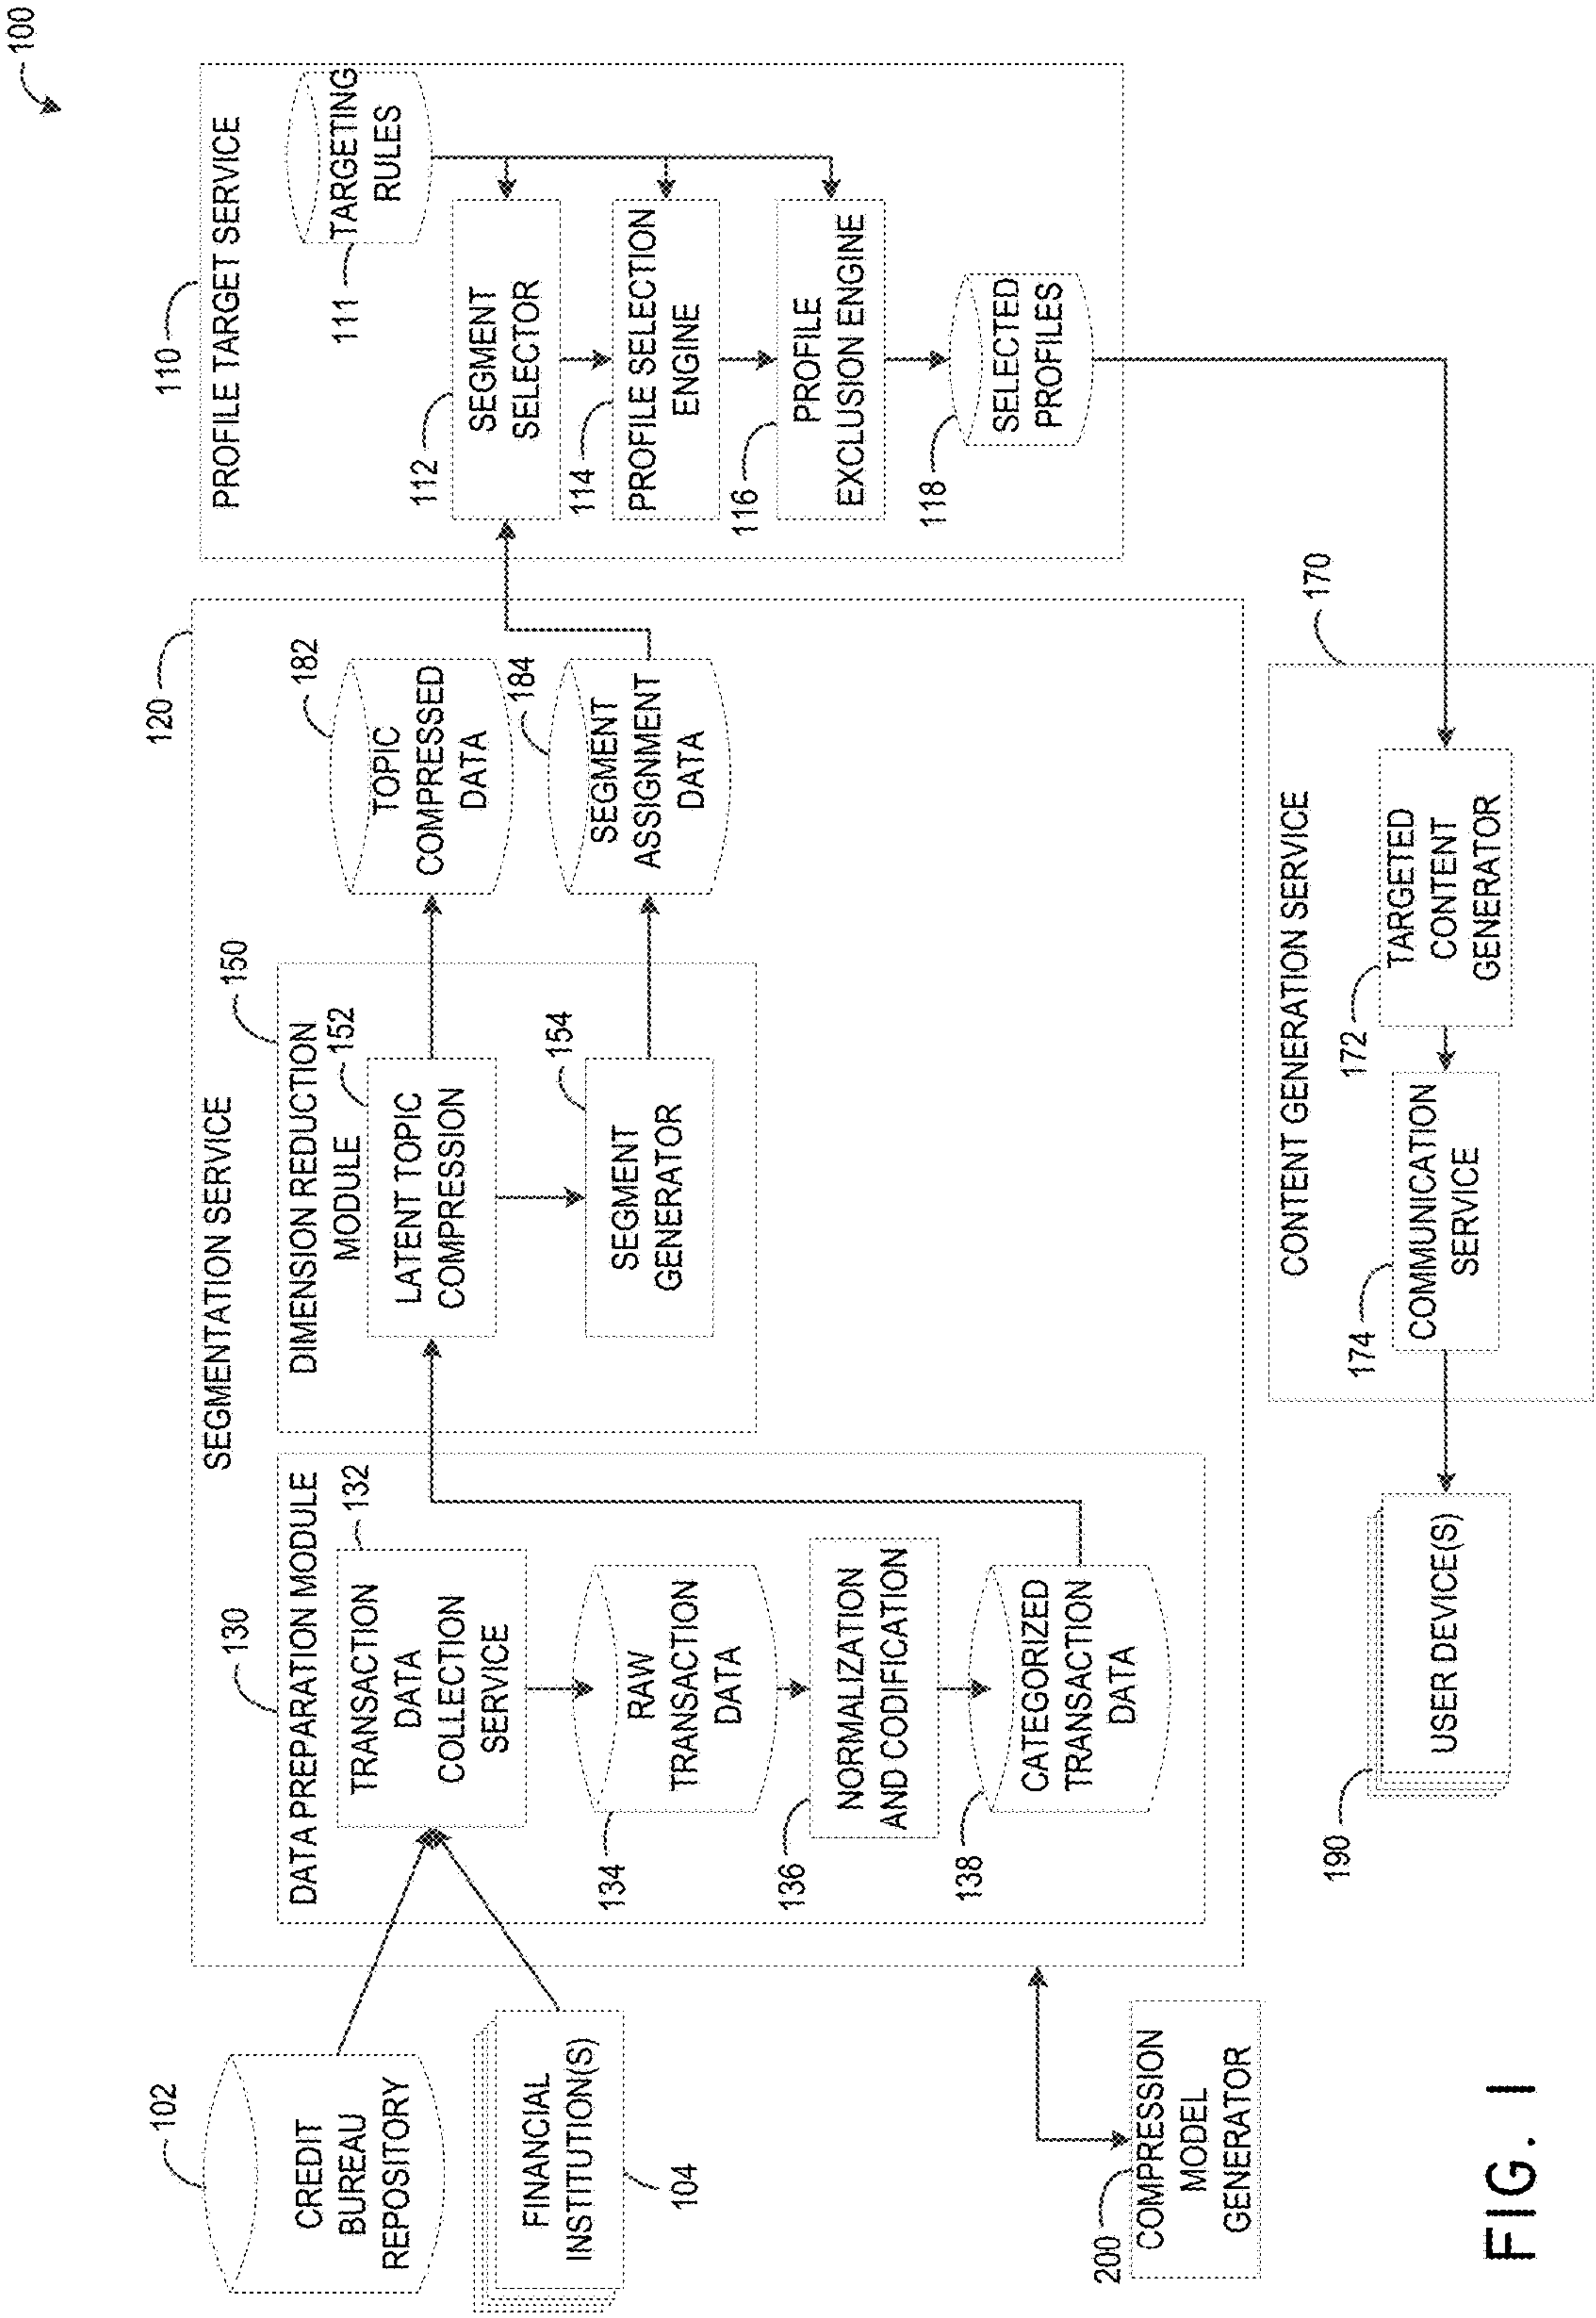 100
110
PROFILE TARGET SERVICE
111
TARGETING
RULES
112
SEGMENT
SELECTOR
114
PROFILE SELECTION
ENGINE
116
PROFILE
EXCLUSION ENGINE
118
SELECTED
PROFILES
120
SEGMENTATION SERVICE
182
TOPIC
COMPRESSED
DATA
184
SEGMENT
ASSIGNMENT
DATA
150
DIMENSION REDUCTION
MODULE
152
LATENT TOPIC
COMPRESSION
154
SEGMENT
GENERATOR
130
DATA PREPARATION MODULE
132
TRANSACTION
DATA
COLLECTION
SERVICE
134
RAW
TRANSACTION
DATA
136
NORMALIZATION
AND CODIFICATION
138
CATEGORIZED
TRANSACTION
DATA
102
CREDIT
BUREAU
REPOSITORY
FINANCIAL
INSTITUTION(S)
104
200
COMPRESSION
MODEL
GENERATOR
170
CONTENT GENERATION SERVICE
172
TARGETED
CONTENT
GENERATOR
174
COMMUNICATION
SERVICE
190
USER DEVICE(S)
FIG. 1